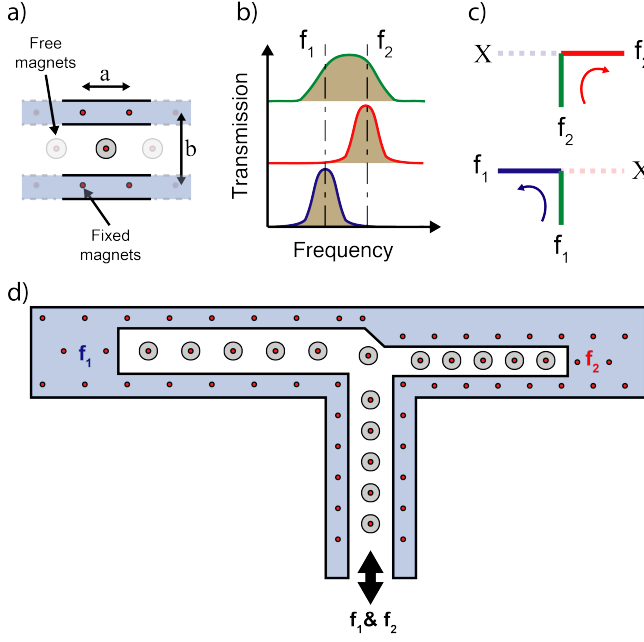 a)
Free
magnets
a
b
Fixed
magnets
b)
f1
f2
Transmission
Frequency
c)
X
f2
f2
f1
X
f1
d)
f1
f2
f1& f2